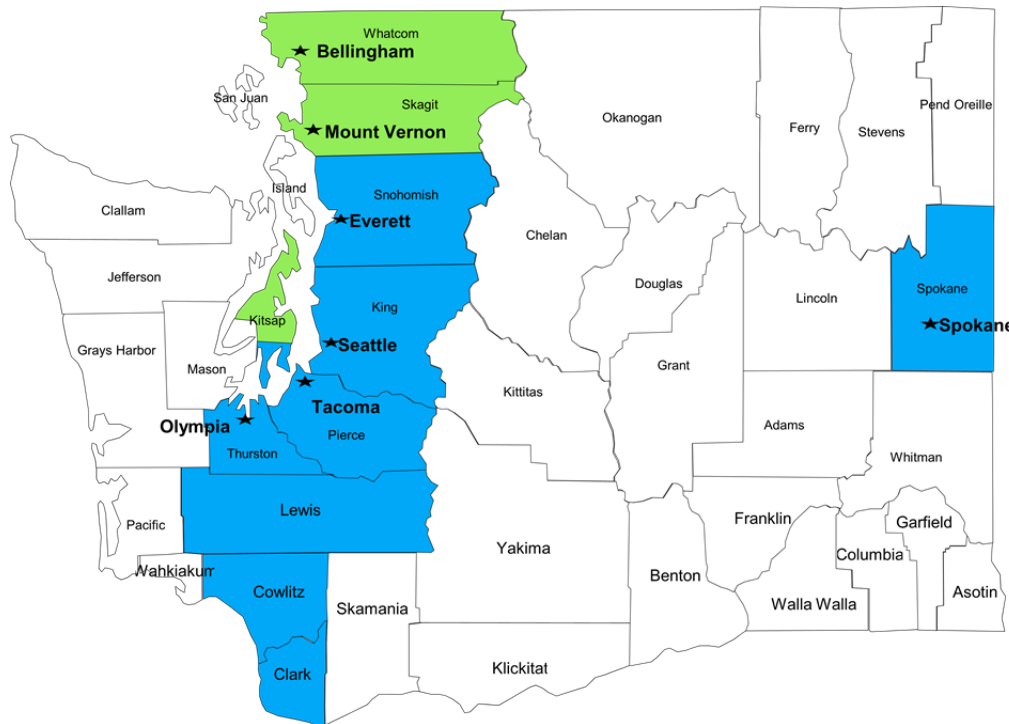 Whatcom
Bellingham
San Juan
Skagit
Mount Vernon
Okanogan
Ferry
Stevens
Pend Oreille
Island
Snohomish
Clallam
Everett
Chelan
Jefferson
Douglas
Lincoln
Spokane
Kitsap
King
Spokane
Grays Harbor
Seattle
Mason
Grant
Kittitas
Tacoma
Olympia
Pierce
Adams
Thurston
Whitman
Lewis
Pacific
Franklin
Garfield
Yakima
Columbia
Wahkiakum
Benton
Cowlitz
Skamania
Walla Walla
Asotin
Klickitat
Clark